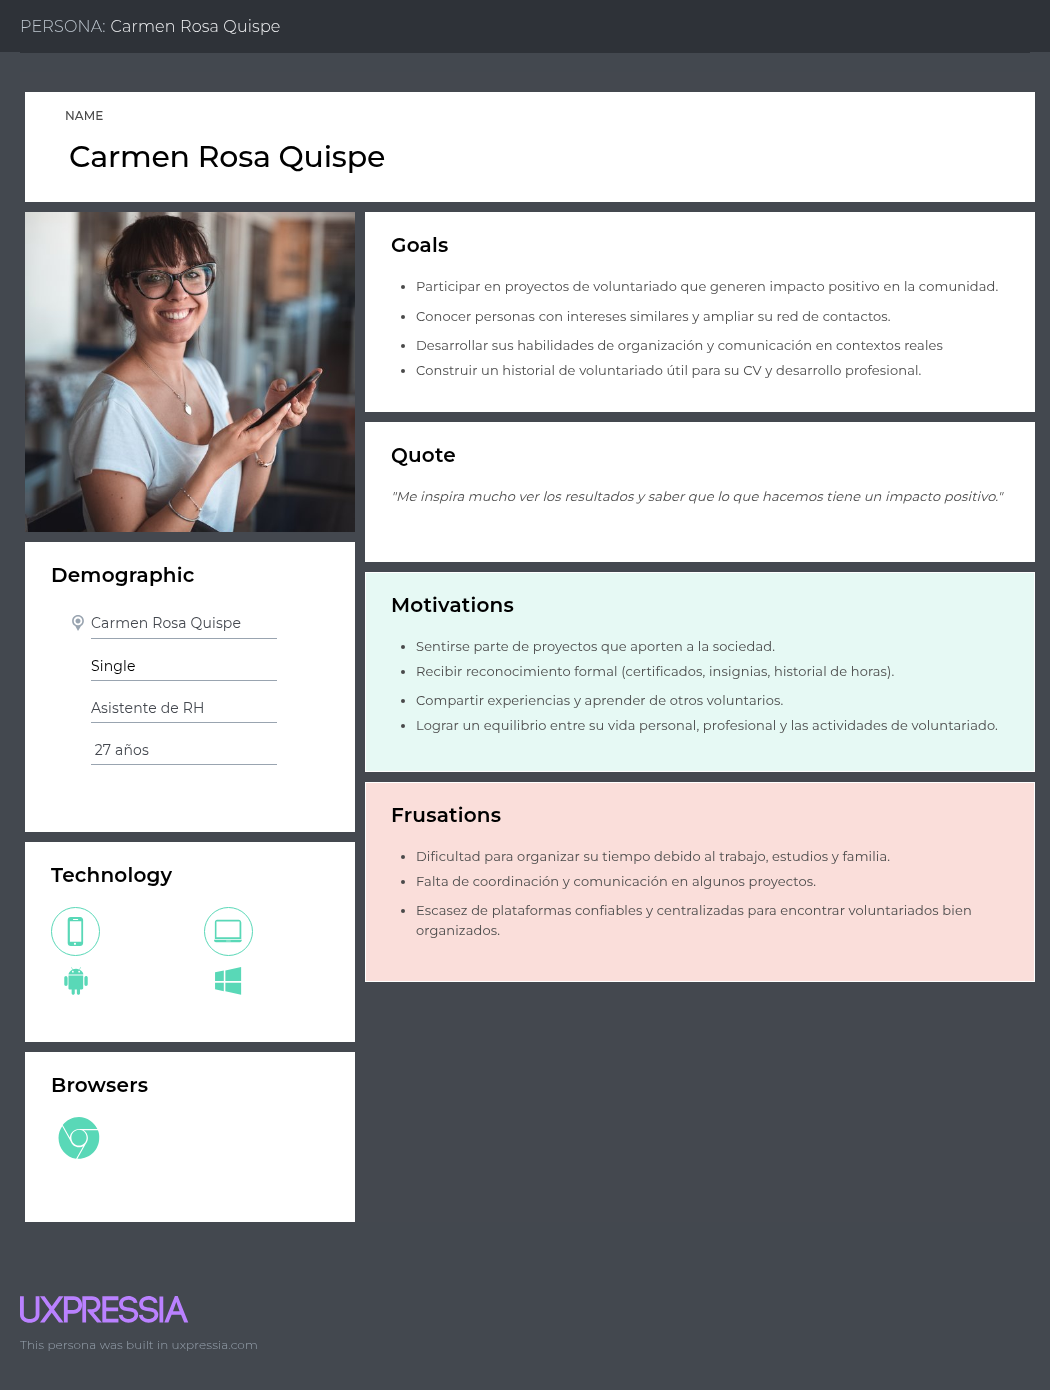 PERSONA: Carmen Rosa Quispe
NAME
Carmen Rosa Quispe
Goals
Participar en proyectos de voluntariado que generen impacto positivo en la comunidad.
Conocer personas con intereses similares y ampliar su red de contactos.
Desarrollar sus habilidades de organización y comunicación en contextos reales
Construir un historial de voluntariado útil para su CV y desarrollo profesional.
Quote
"Me inspira mucho ver los resultados y saber que lo que hacemos tiene un impacto positivo."
Demographic
Carmen Rosa Quispe
Single
Asistente de RH
27 años
Motivations
Sentirse parte de proyectos que aporten a la sociedad.
Recibir reconocimiento formal (certificados, insignias, historial de horas).
Compartir experiencias y aprender de otros voluntarios.
Lograr un equilibrio entre su vida personal, profesional y las actividades de voluntariado.
Frusations
Dificultad para organizar su tiempo debido al trabajo, estudios y familia.
Falta de coordinación y comunicación en algunos proyectos.
Escasez de plataformas confiables y centralizadas para encontrar voluntariados bien
organizados.
Technology
Browsers
UXPRESSIA
This persona was built in uxpressia.com